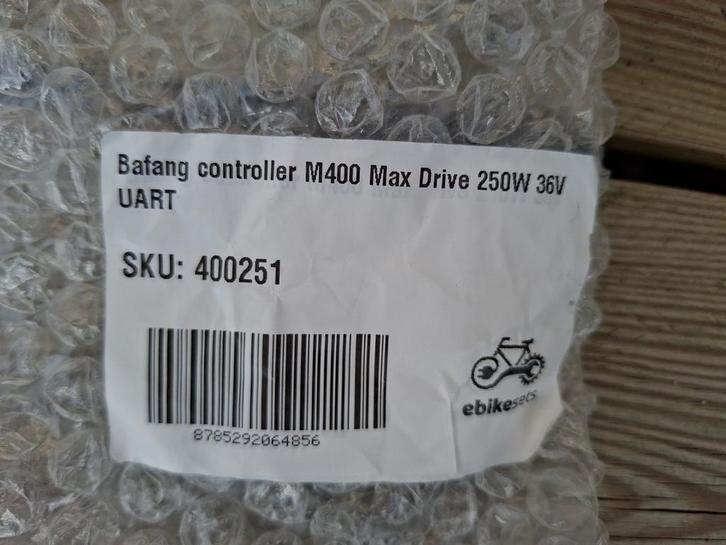 Bafang controller M400 Max Drive 250W 36V
UART
SKU: 400251
8785292064856
ebikesets